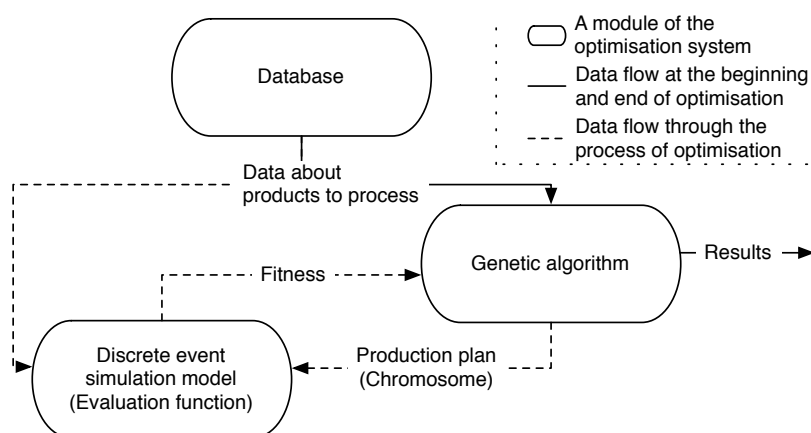 Database
A module of the
optimisation system
Data flow at the beginning
and end of optimisation
Data flow through the
process of optimisation
Data about
products to process
Genetic algorithm
Results
Fitness
Production plan
(Chromosome)
Discrete event
simulation model
(Evaluation function)